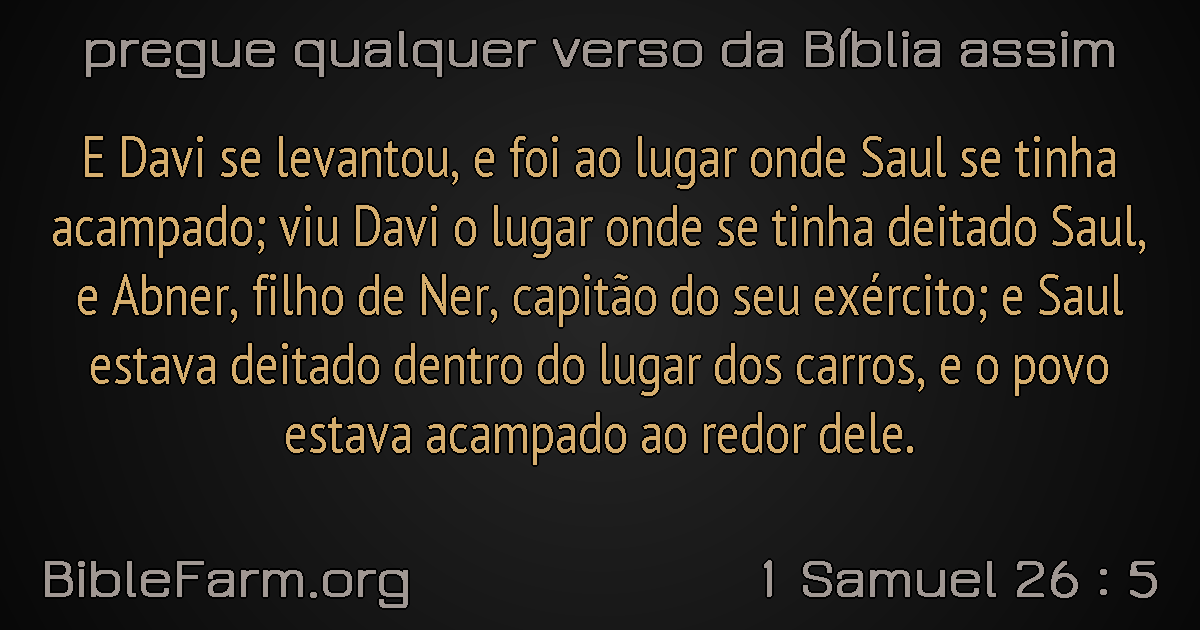 pregue qualquer verso da Bíblia assim
E Davi se levantou, e foi ao lugar onde Saul se tinha
acampado; viu Davi o lugar onde se tinha deitado Saul,
e Abner, filho de Ner, capitão do seu exército; e Saul
estava deitado dentro do lugar dos carros, e o povo
estava acampado ao redor dele.
BibleFarm.org
1 Samuel 26 : 5